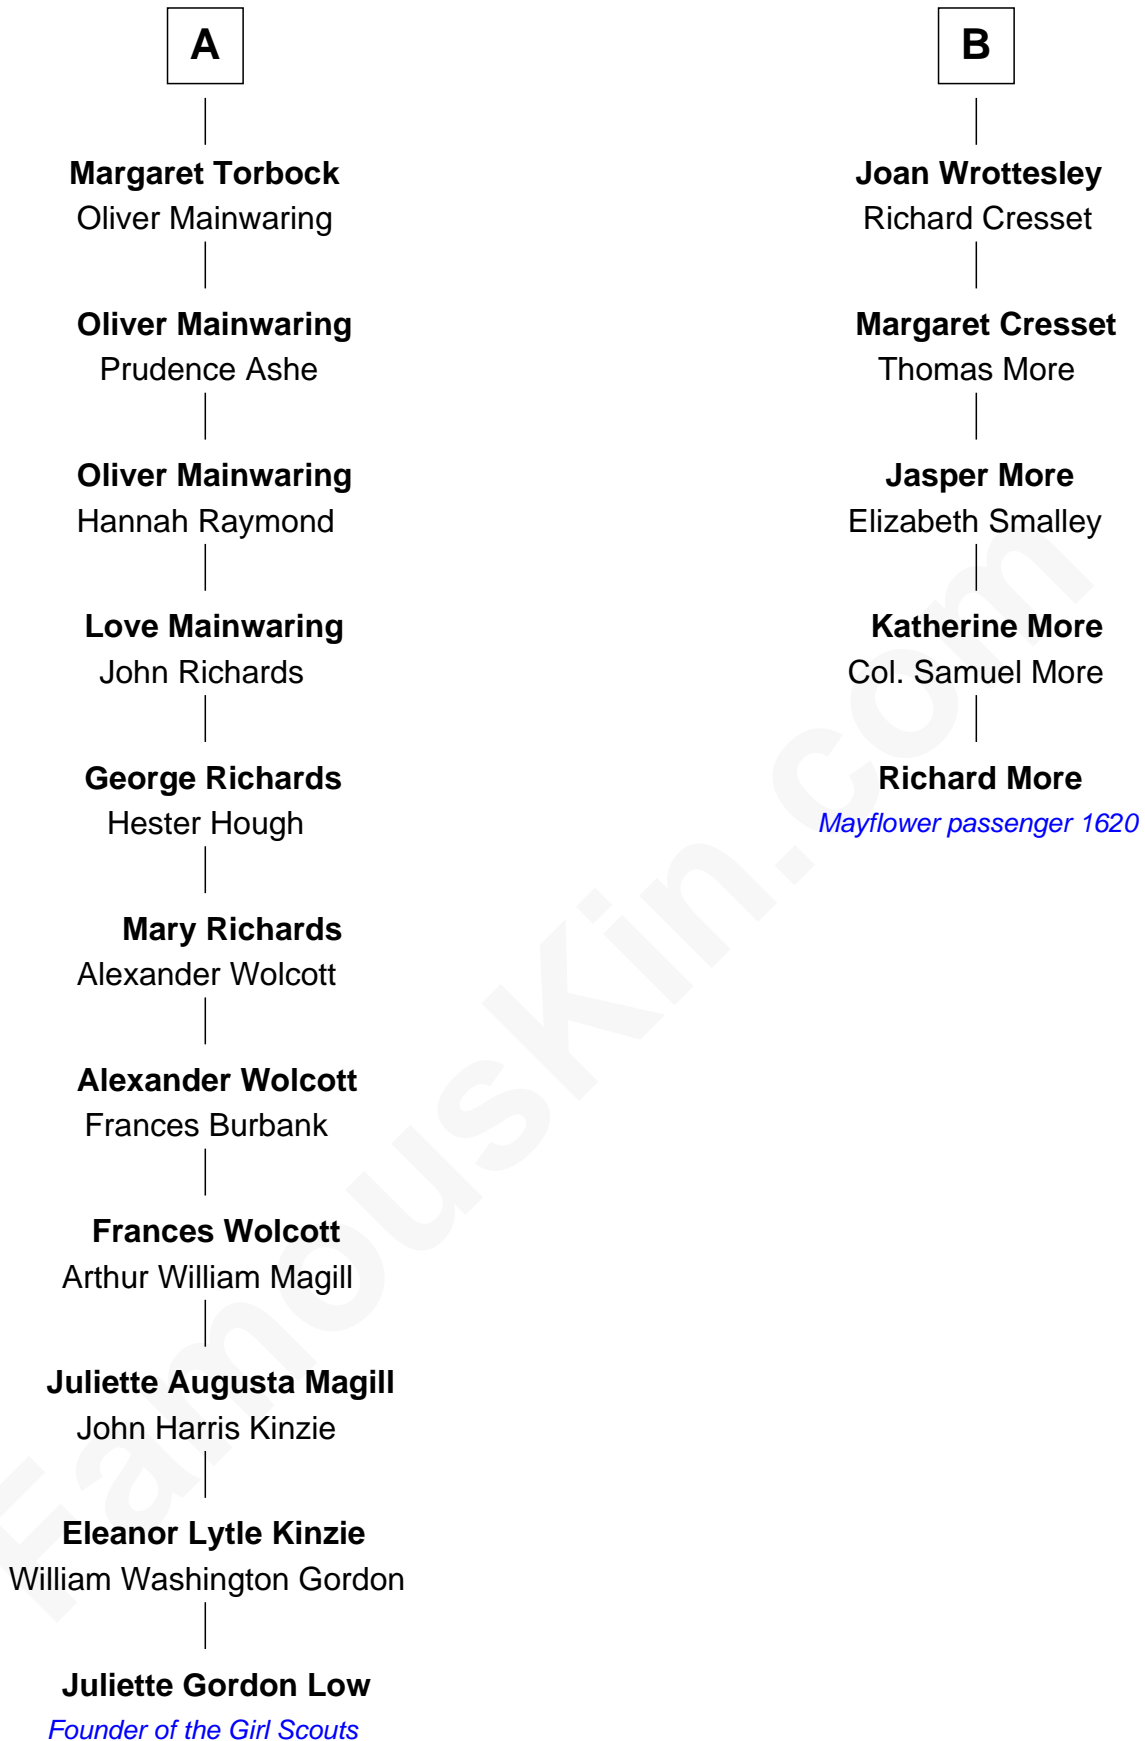 A
Margaret Torbock
Oliver Mainwaring
Oliver Mainwaring
Prudence Ashe
Oliver Mainwaring
Hannah Raymond
Love Mainwaring
John Richards
George Richards
Hester Hough
Mary Richards
Alexander Wolcott
Alexander Wolcott
Frances Burbank
Frances Wolcott
Arthur William Magill
Juliette Augusta Magill
John Harris Kinzie
Eleanor Lytle Kinzie
William Washington Gordon
Juliette Gordon Low
Founder of the Girl Scouts
B
Joan Wrottesley
Richard Cresset
Margaret Cresset
Thomas More
Jasper More
Elizabeth Smalley
Katherine More
Col. Samuel More
Richard More
Mayflower passenger 1620
FamousKin.com